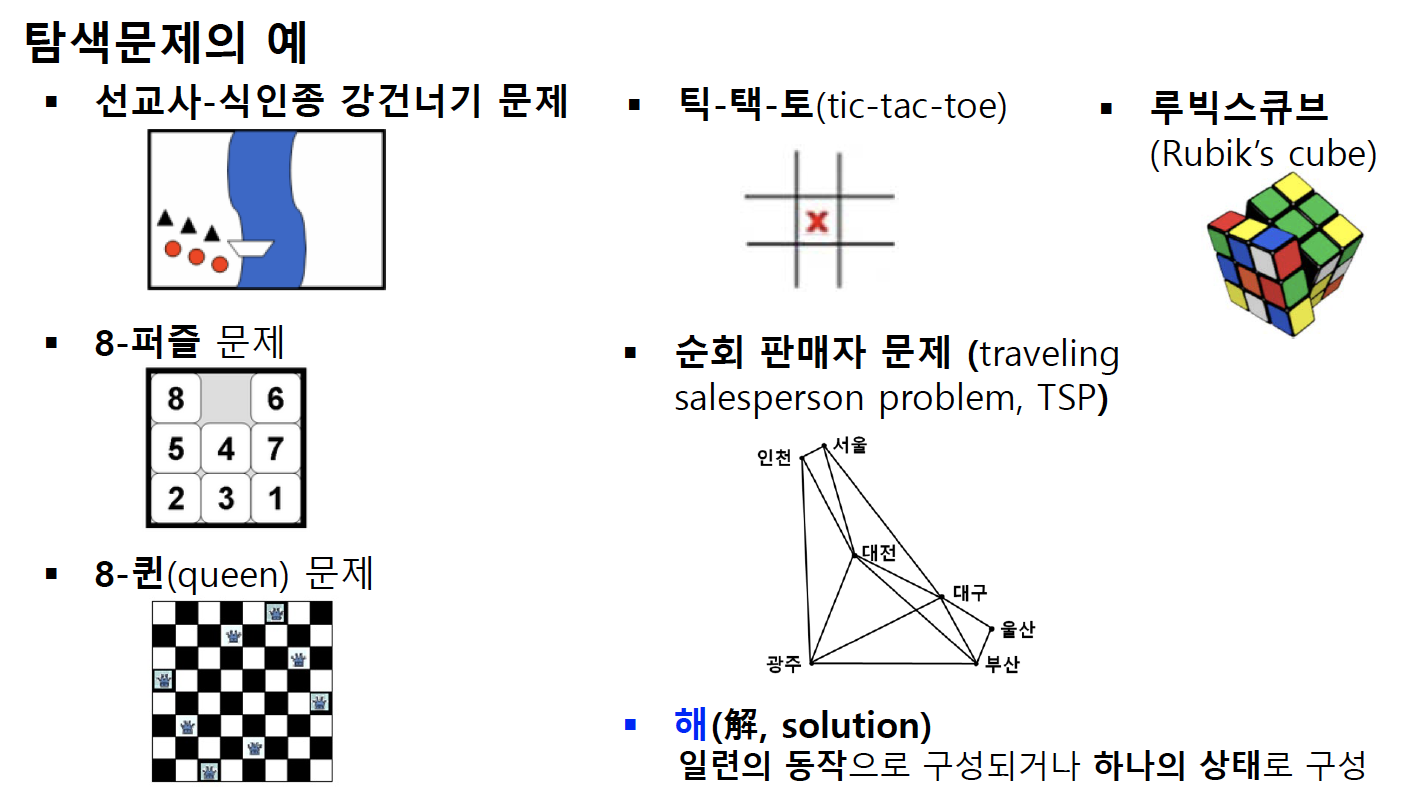 탐색문제의 예
▪ 선교사-식인종 강건너기 문제
▪ 8-퍼즐 문제
8 6
5 4 7
2 3 1
▪ 8-퀸(queen) 문제
▪ 틱-택-토(tic-tac-toe)
X
▪ 루빅스큐브
(Rubik’s cube)
▪ 순회 판매자 문제 (traveling
salesperson problem, TSP)
서울
인천
대전
대구
울산
광주
부산
▪ 해(解, solution)
일련의 동작으로 구성되거나 하나의 상태로 구성